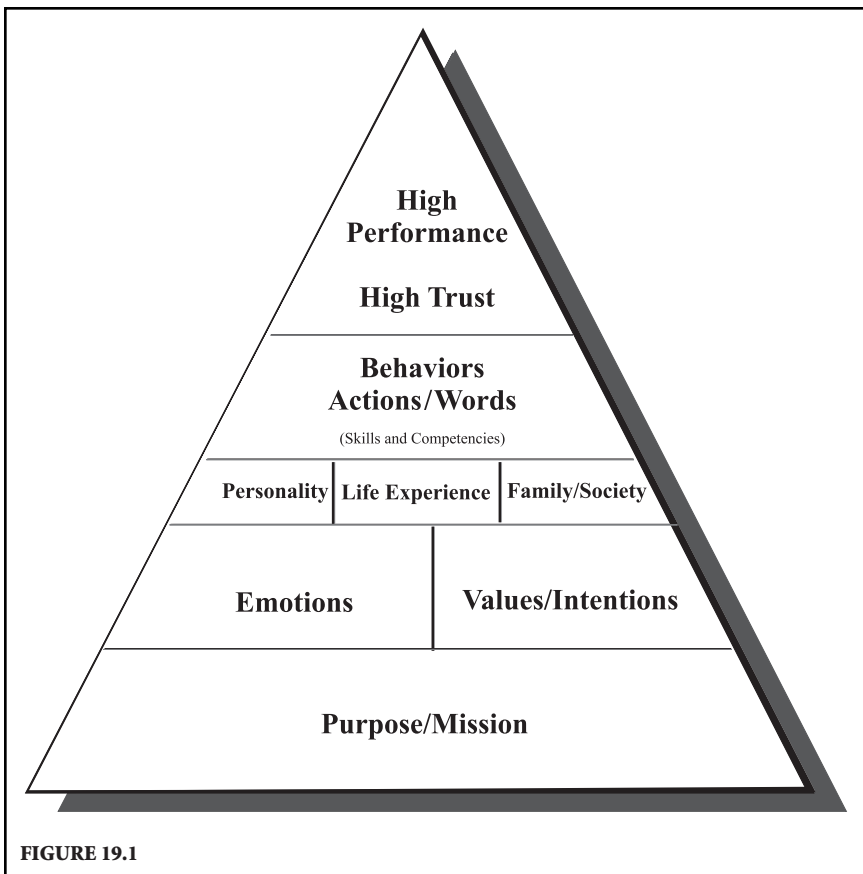 High
Performance
High Trust
Behaviors
Actions/Words
(Skills and Competencies)
Personality Life Experience Family/Society
Emotions Values/Intentions
Purpose/Mission
FIGURE 19.1